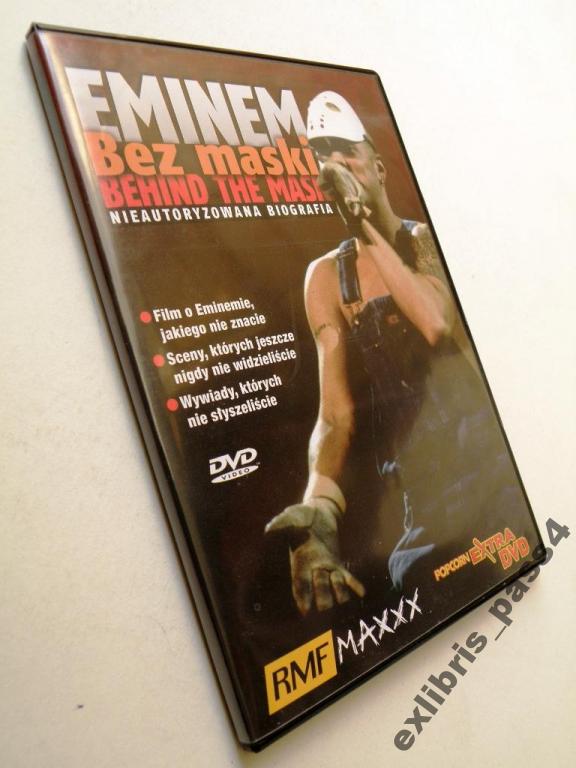 EMINEM
Bez maski
BEHIND THE MASK
NIEAUTORYZOWANA BIOGRAFIA
Film o Eminemie,
jakiego nie znacie
Sceny, których jeszcze
nigdy nie widzieliście
Wywiady, których
nie słyszeliście
DVD
VIDEO
POPCORN EXTRA
DVD
RMF MAXXX
exlibris_pass4